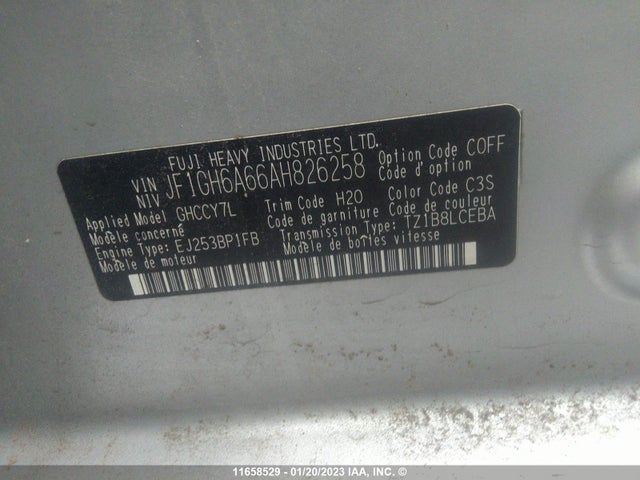 FUJI HEAVY INDUSTRIES LTD.
VIN
NIV
JF1GH6A66AH826258
Option Code COFF
Code d'option
Applied Model GHCCY7L
Modele concerné
Trim Code H20
Code de garniture
Color Code C3S
Code de couleur
Engine Type: EJ253BP1FB
Modele de moteur
Transmission Type: TZ1B8LCEBA
Modele de boites vitesse
11658529 - 01/20/2023 IAA, INC. ©